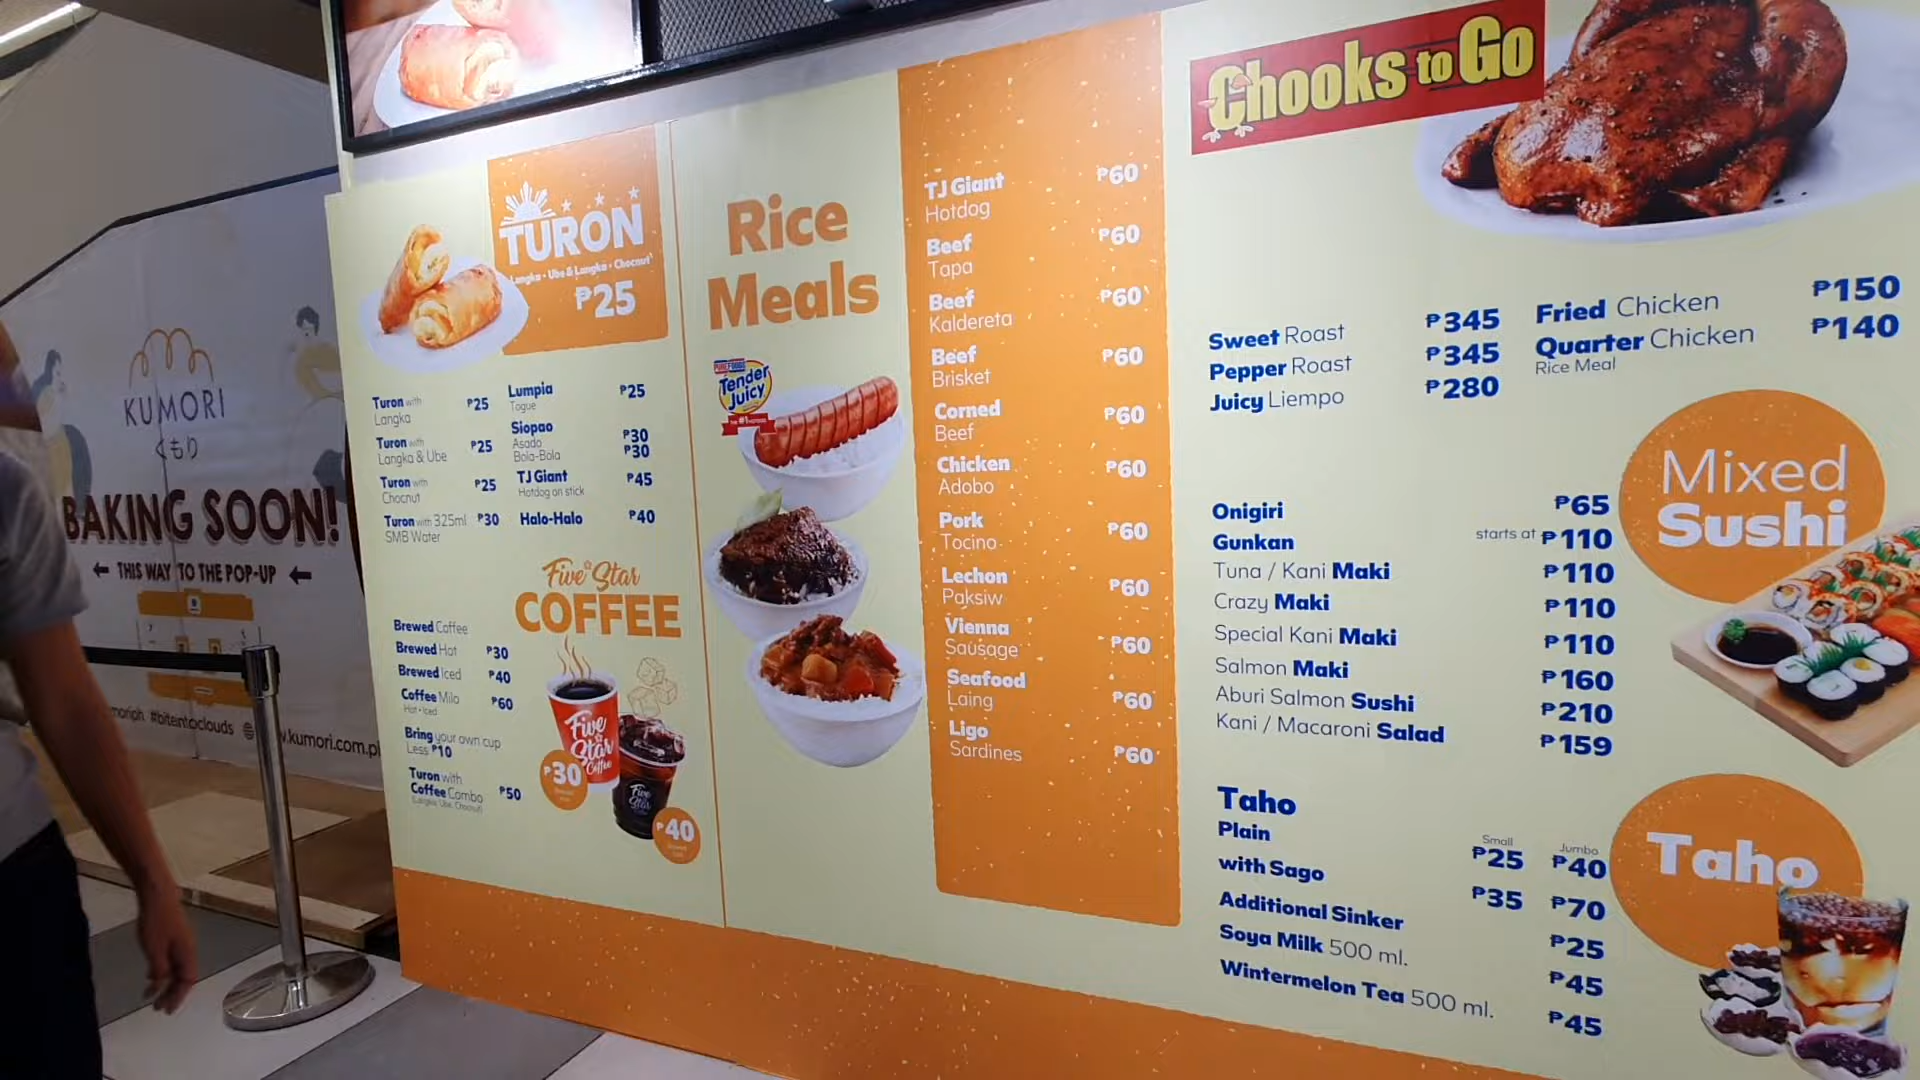 KUMORI
くもり
BAKING SOON!
← THIS WAY TO THE POP-UP ←
#biteintoclouds
.kumori.com.p
TURON
Langka • Ube & Langka • Chocnut
₱25
Turon with Langka ₱25
Turon with Langka & Ube ₱25
Turon with Chocnut ₱25
Turon with 325ml SMB Water ₱30
Lumpia Togue ₱25
Siopao
Asado ₱30
Bola-Bola ₱30
TJ Giant Hotdog on stick ₱45
Halo-Halo ₱40
Five Star
COFFEE
Brewed Coffee
Brewed Hot ₱30
Brewed Iced ₱40
Coffee Milo ₱60
Hot • Iced
Bring your own cup
Less ₱10
Turon with
Coffee Combo ₱50
(Langka, Ube, Chocnut)
Five
Star
Coffee
₱30
Five
Star
₱40
Rice
Meals
PUREFOODS
Tender
Juicy
TJ Giant ₱60
Hotdog
Beef ₱60
Tapa
Beef ₱60
Kaldereta
Beef ₱60
Brisket
Corned ₱60
Beef
Chicken ₱60
Adobo
Pork ₱60
Tocino
Lechon ₱60
Paksiw
Vienna ₱60
Sausage
Seafood ₱60
Laing
Ligo ₱60
Sardines
Chooks to Go
Sweet Roast ₱345
Pepper Roast ₱345
Juicy Liempo ₱280
Fried Chicken ₱150
Quarter Chicken ₱140
Rice Meal
Mixed
Sushi
Onigiri ₱65
Gunkan starts at ₱110
Tuna / Kani Maki ₱110
Crazy Maki ₱110
Special Kani Maki ₱110
Salmon Maki ₱160
Aburi Salmon Sushi ₱210
Kani / Macaroni Salad ₱159
Taho
Taho
Small Jumbo
Plain ₱25 ₱40
with Sago ₱35 ₱70
Additional Sinker ₱25
Soya Milk 500 ml. ₱45
Wintermelon Tea 500 ml. ₱45